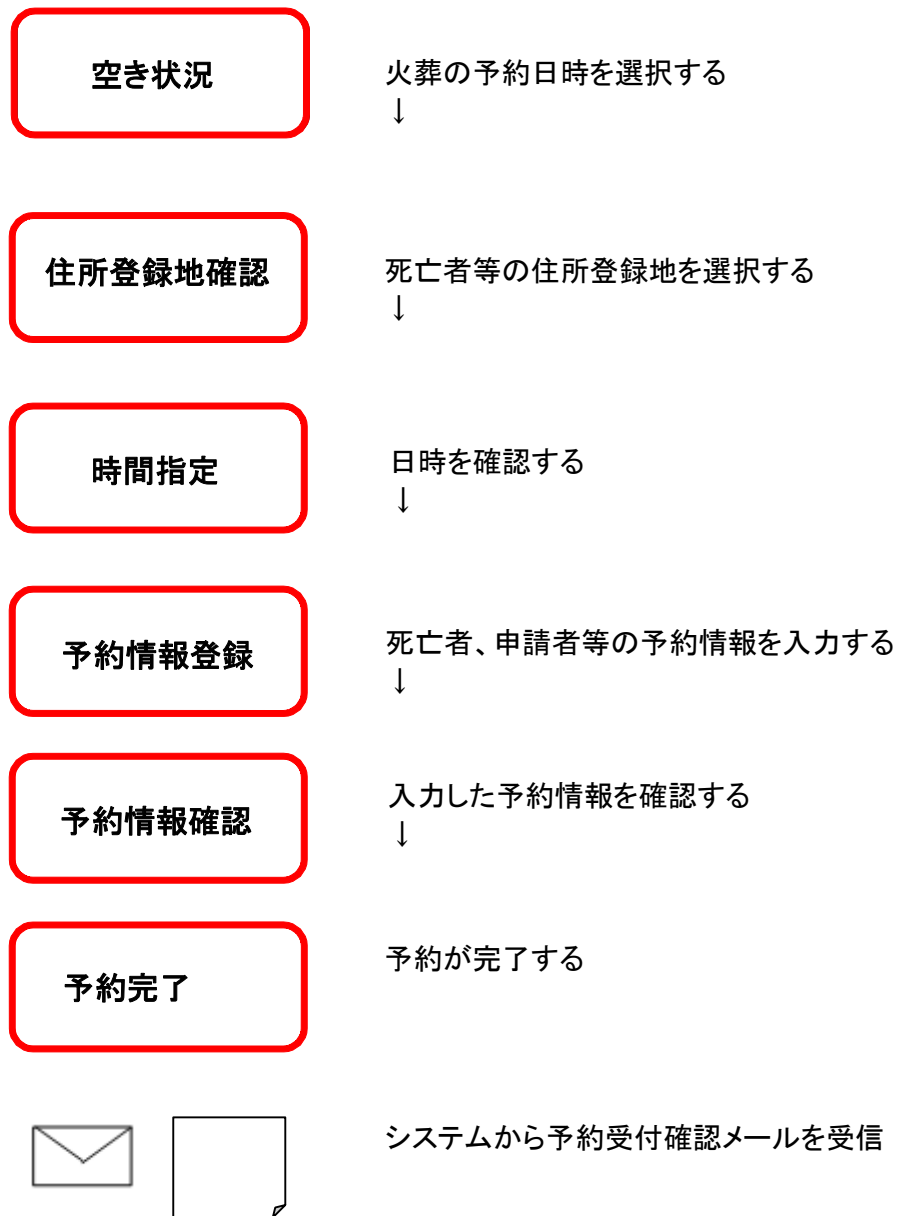 空き状況
火葬の予約日時を選択する
↓
住所登録地確認
死亡者等の住所登録地を選択する
↓
時間指定
日時を確認する
↓
予約情報登録
死亡者、申請者等の予約情報を入力する
↓
予約情報確認
入力した予約情報を確認する
↓
予約完了
予約が完了する
システムから予約受付確認メールを受信